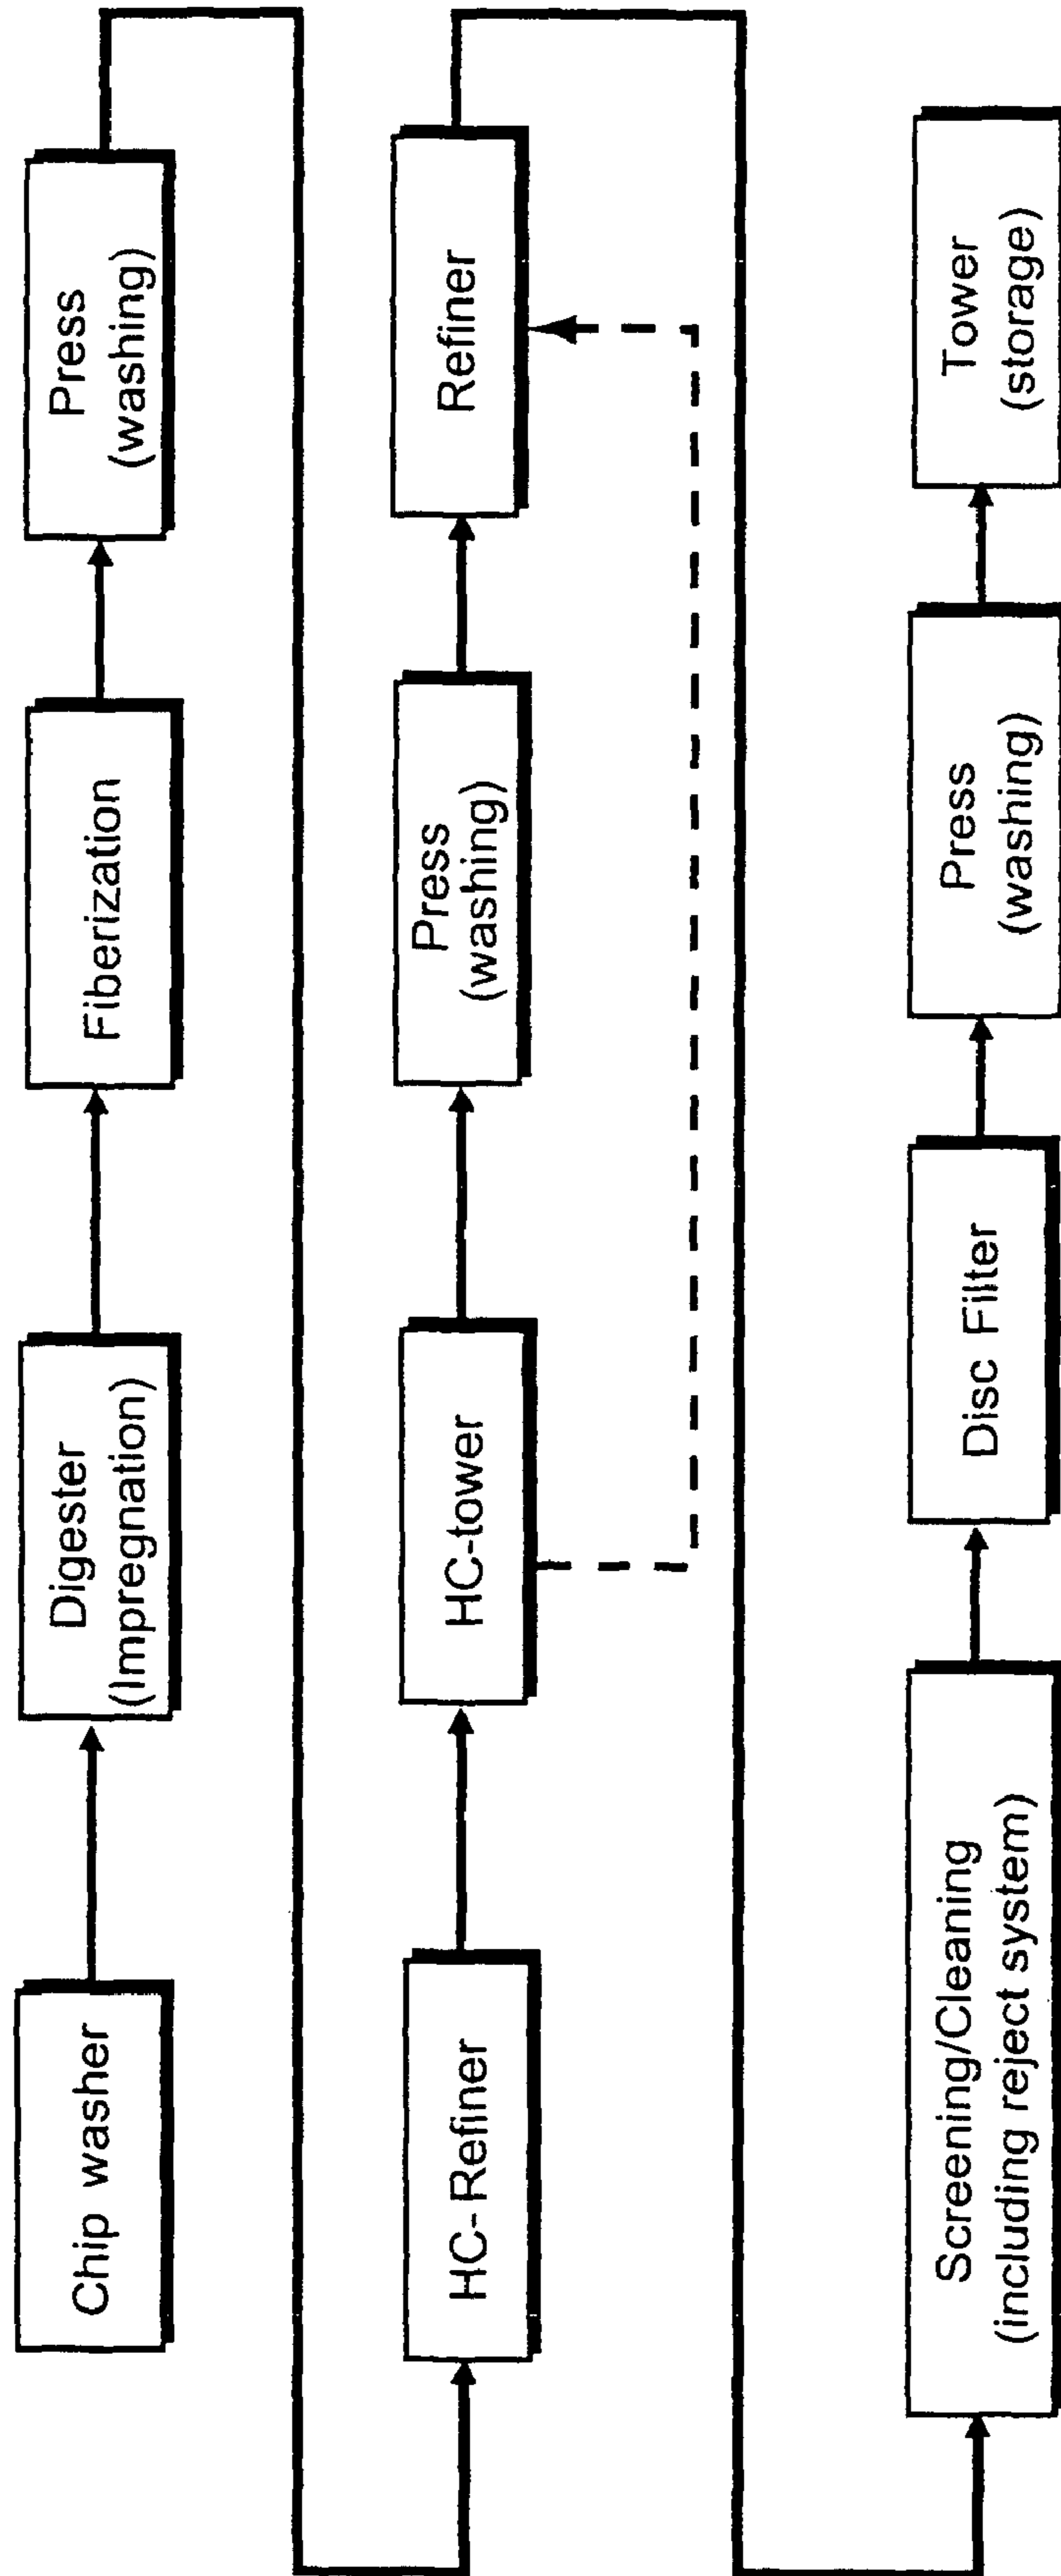 Chip washer
Digester
(Impregnation)
Fiberization
Press
(washing)
HC-Refiner
HC-tower
Press
(washing)
Refiner
Screening/Cleaning
(including reject system)
Disc Filter
Press
(washing)
Tower
(storage)